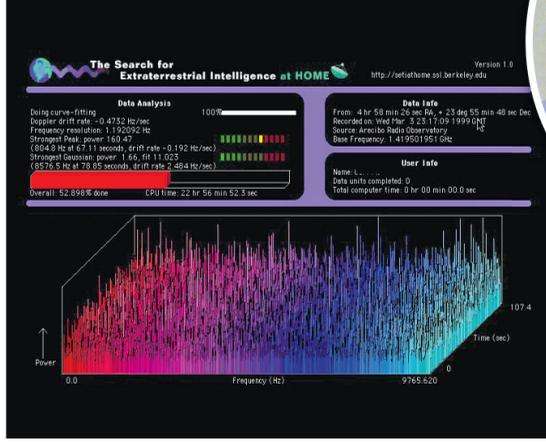 The Search for
Extraterrestrial Intelligence at HOME
Version 1.0
http://setiathome.ssl.berkeley.edu
Data Analysis
Doing curve-fitting 100%
Doppler drift rate: -0.4732 Hz/sec
Frequency resolution: 1.192092 Hz
Strongest Peak: power 160.47
(804.8 Hz at 67.11 seconds, drift rate -0.192 Hz/sec)
Strongest Gaussian: power 1.66, fit 11.023
(8576.5 Hz at 78.85 seconds, drift rate 2.484 Hz/sec)
Overall: 52.898% done CPU time: 22 hr 56 min 52.3 sec
Data Info
From: 4 hr 58 min 26 sec RA, + 23 deg 55 min 48 sec Dec
Recorded on: Wed Mar 3 23:17:09 1999 GMT
Source: Arecibo Radio Observatory
Base Frequency: 1.419501951 GHz
User Info
Name:
Data units completed: 0
Total computer time: 0 hr 00 min 00.0 sec
107.4
Time (sec)
0
Power
0.0
Frequency (Hz)
9765.620